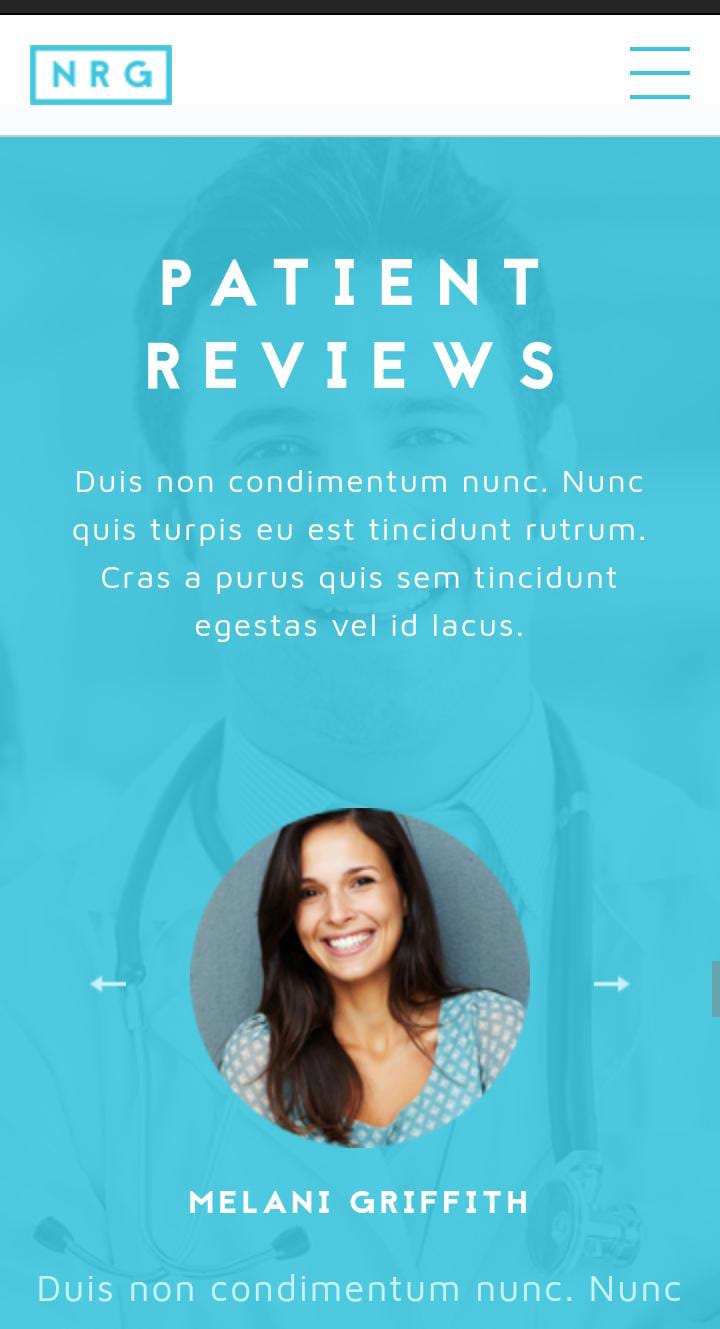 NRG
PATIENT
REVIEWS
Duis non condimentum nunc. Nunc
quis turpis eu est tincidunt rutrum.
Cras a purus quis sem tincidunt
egestas vel id lacus.
MELANI GRIFFITH
Duis non condimentum nunc. Nunc